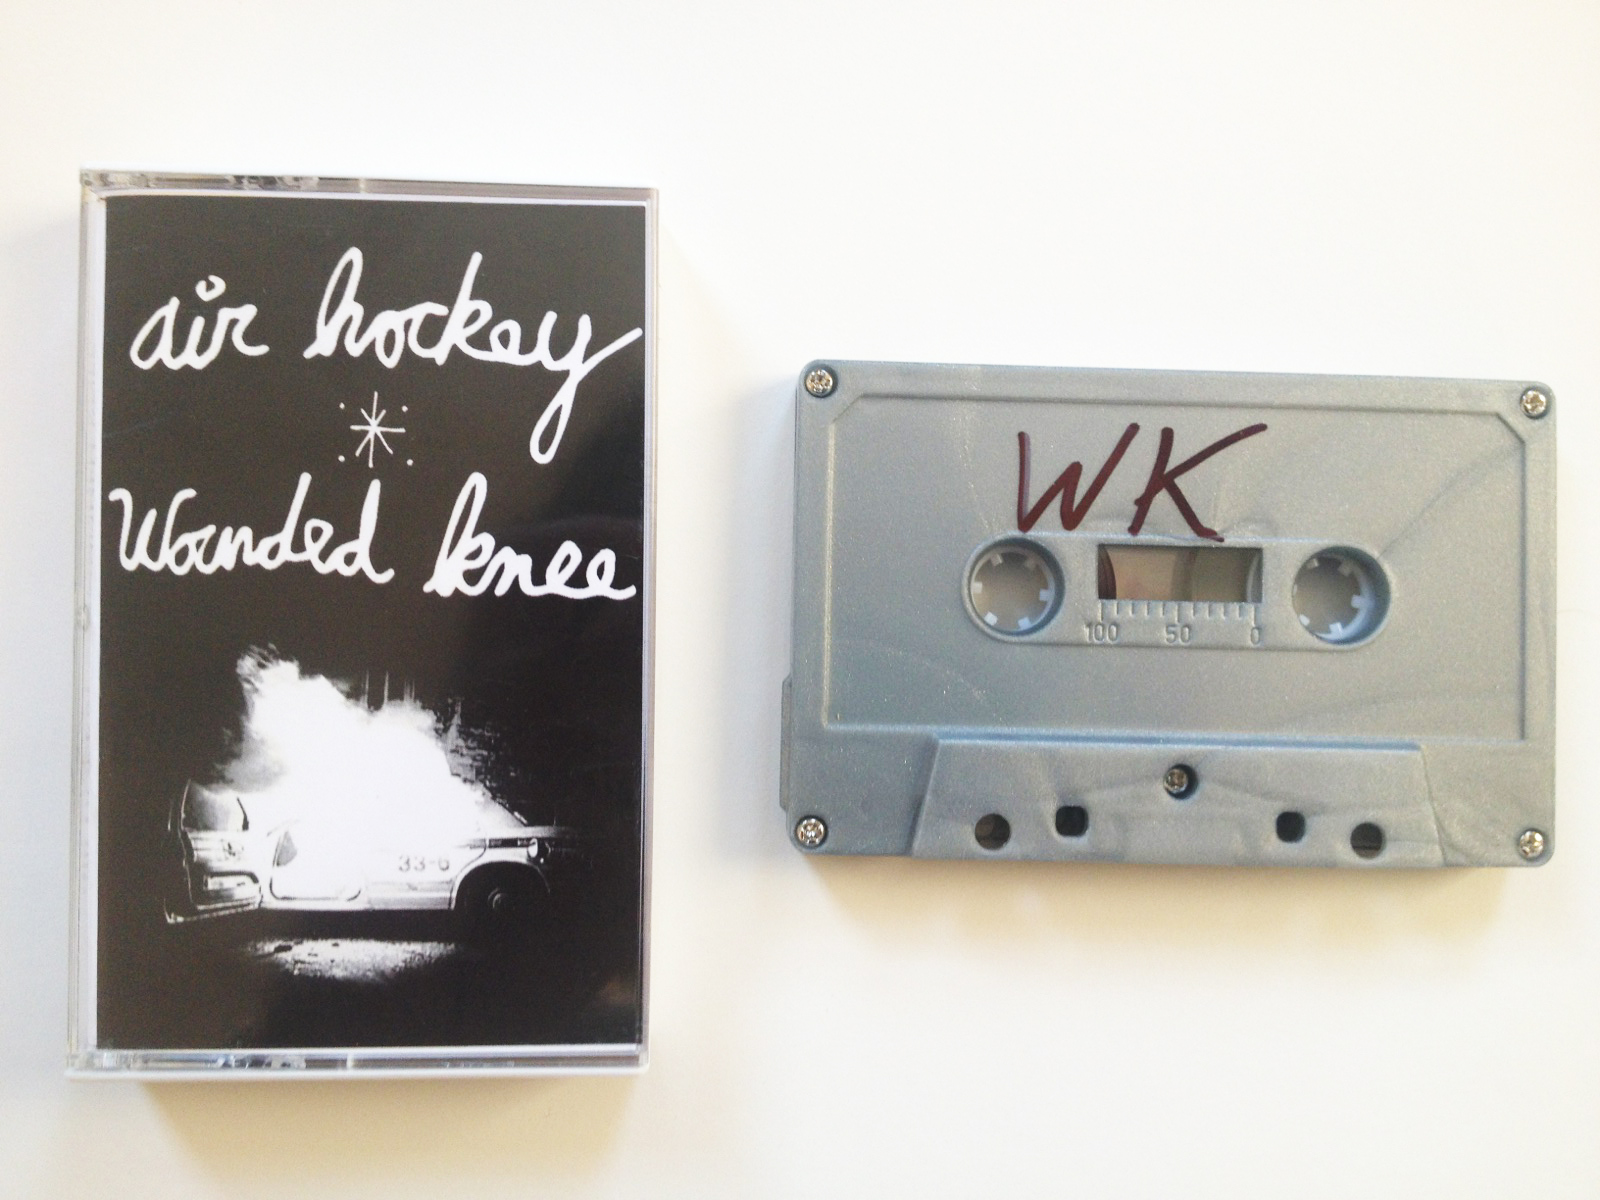 air hockey
Wounded knee
33-6
WK
100 50 0